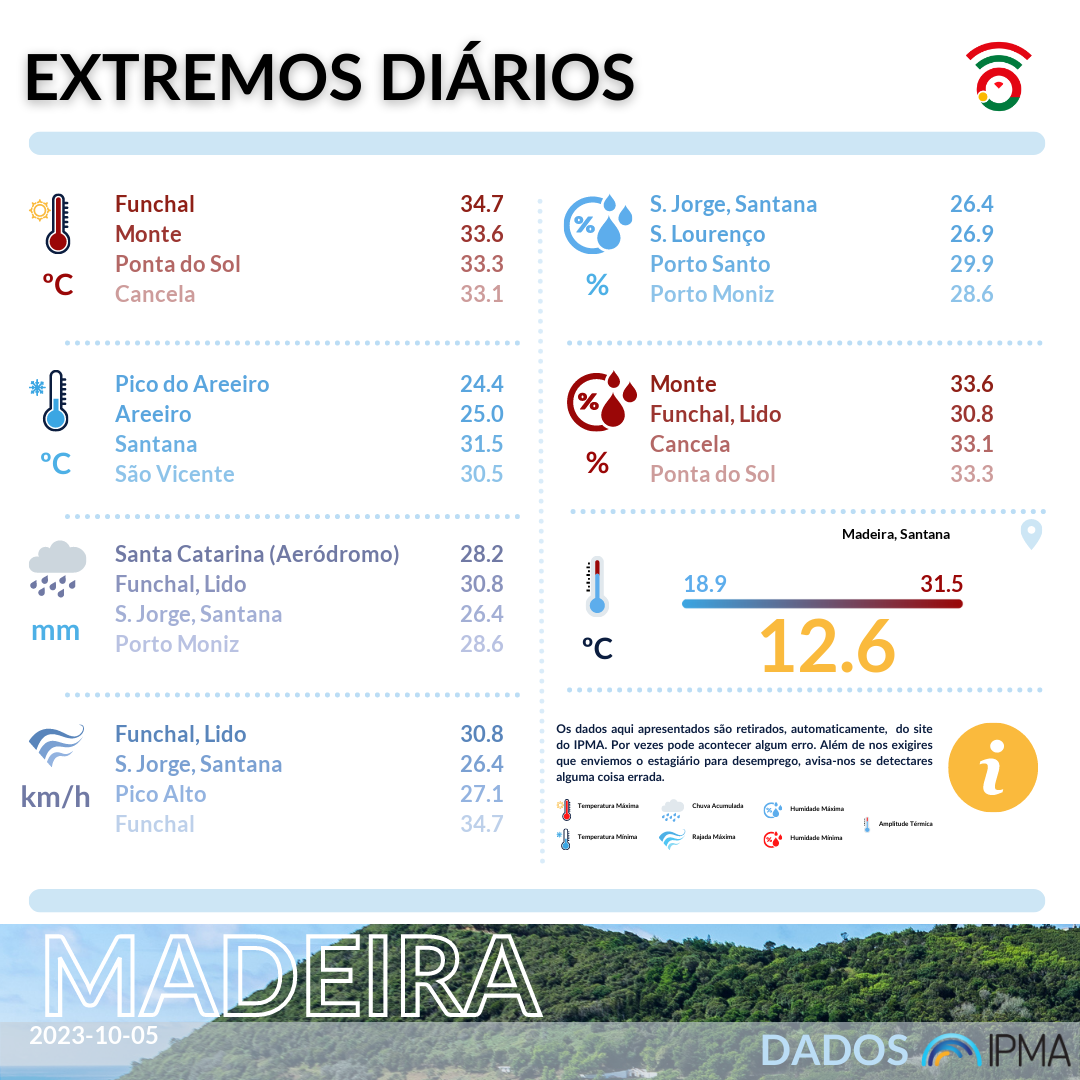 EXTREMOS DIÁRIOS
ºC
Funchal 34.7
Monte 33.6
Ponta do Sol 33.3
Cancela 33.1
ºC
Pico do Areeiro 24.4
Areeiro 25.0
Santana 31.5
São Vicente 30.5
mm
Santa Catarina (Aeródromo) 28.2
Funchal, Lido 30.8
S. Jorge, Santana 26.4
Porto Moniz 28.6
km/h
Funchal, Lido 30.8
S. Jorge, Santana 26.4
Pico Alto 27.1
Funchal 34.7
%
%
S. Jorge, Santana 26.4
S. Lourenço 26.9
Porto Santo 29.9
Porto Moniz 28.6
%
%
Monte 33.6
Funchal, Lido 30.8
Cancela 33.1
Ponta do Sol 33.3
Madeira, Santana
18.9 31.5
ºC
12.6
Os dados aqui apresentados são retirados, automaticamente, do site
do IPMA. Por vezes pode acontecer algum erro. Além de nos exigires
que enviemos o estagiário para desemprego, avisa-nos se detectares
alguma coisa errada.
i
Temperatura Máxima Chuva Acumulada Humidade Máxima
Amplitude Térmica
Temperatura Mínima Rajada Máxima Humidade Mínima
MADEIRA
2023-10-05
DADOS IPMA